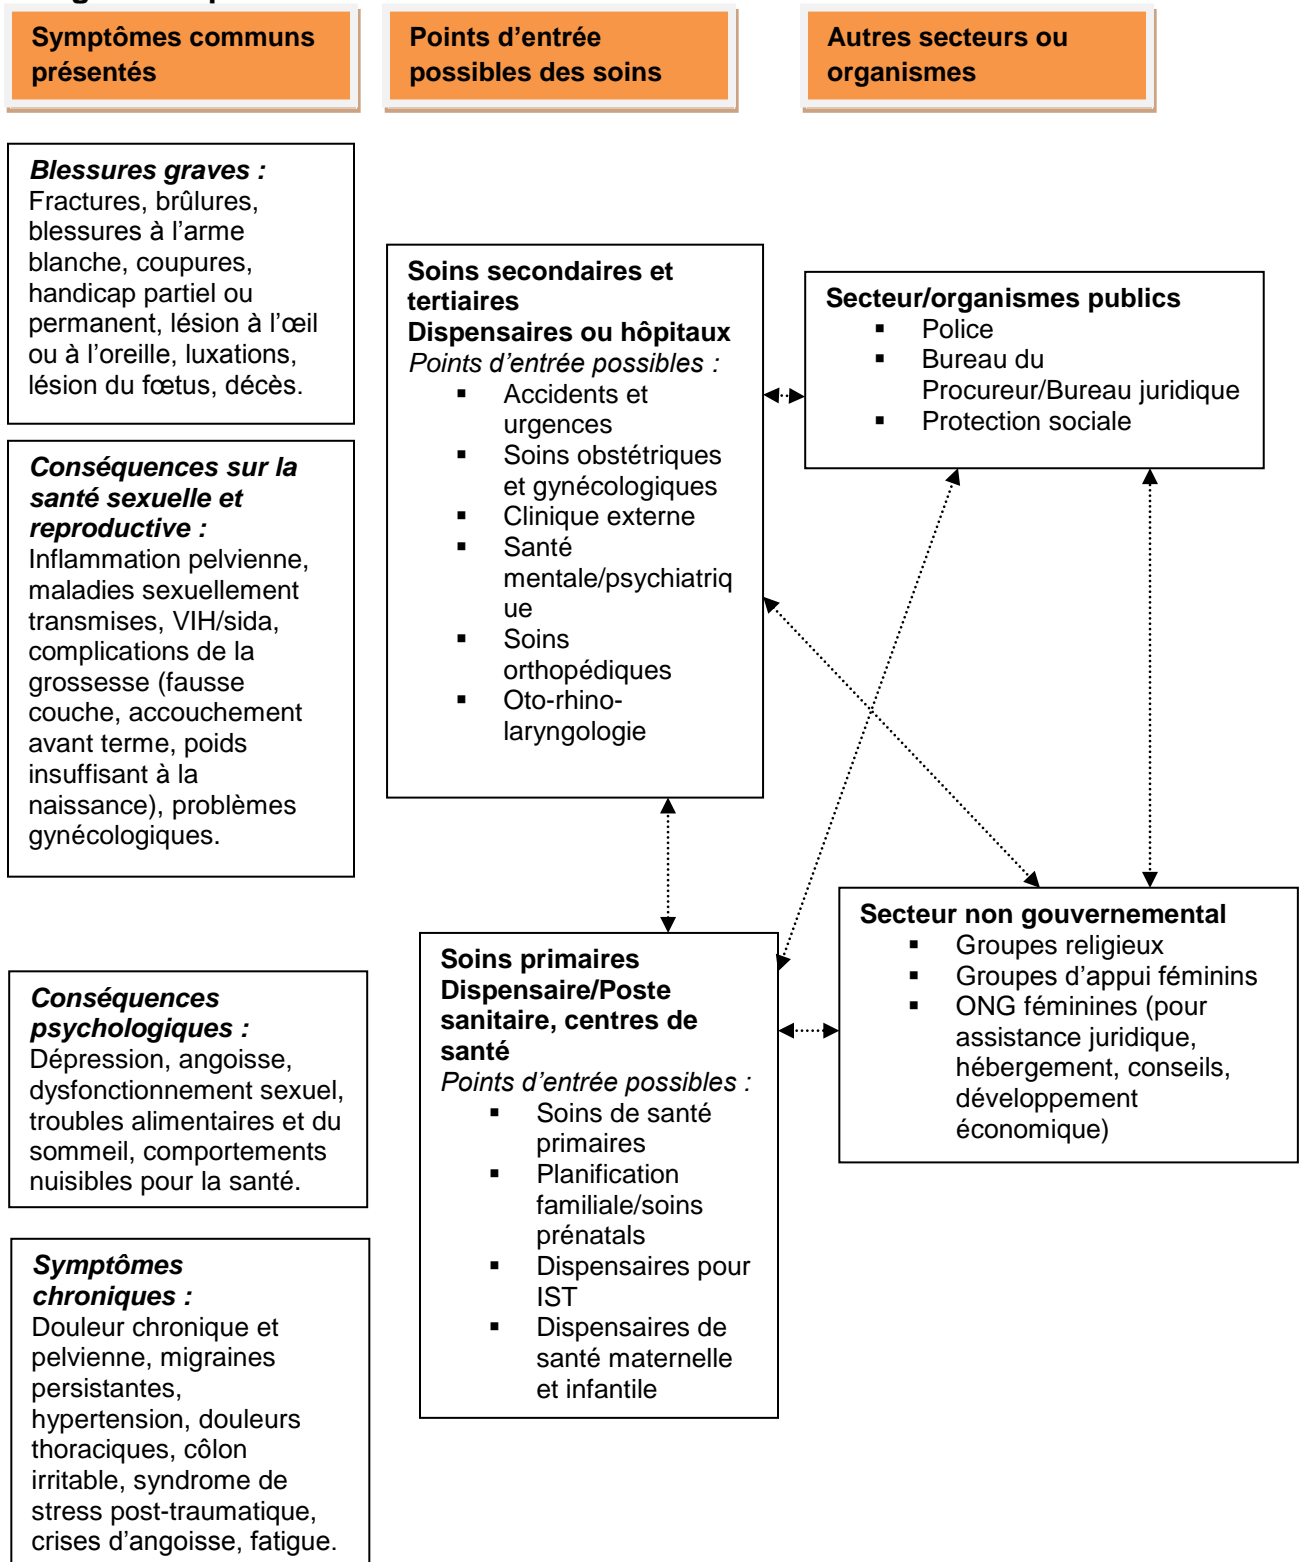 Symptômes communs
présentés
Points d’entrée
possibles des soins
Autres secteurs ou
organismes
Blessures graves :
Fractures, brûlures,
blessures à l’arme
blanche, coupures,
handicap partiel ou
permanent, lésion à l’œil
ou à l’oreille, luxations,
lésion du fœtus, décès.
Conséquences sur la
santé sexuelle et
reproductive :
Inflammation pelvienne,
maladies sexuellement
transmises, VIH/sida,
complications de la
grossesse (fausse
couche, accouchement
avant terme, poids
insuffisant à la
naissance), problèmes
gynécologiques.
Conséquences
psychologiques :
Dépression, angoisse,
dysfonctionnement sexuel,
troubles alimentaires et du
sommeil, comportements
nuisibles pour la santé.
Symptômes
chroniques :
Douleur chronique et
pelvienne, migraines
persistantes,
hypertension, douleurs
thoraciques, côlon
irritable, syndrome de
stress post-traumatique,
crises d’angoisse, fatigue.
Soins secondaires et
tertiaires
Dispensaires ou hôpitaux
Points d’entrée possibles :
▪ Accidents et
urgences
▪ Soins obstétriques
et gynécologiques
▪ Clinique externe
▪ Santé
mentale/psychiatriq
ue
▪ Soins
orthopédiques
▪ Oto-rhino-
laryngologie
Soins primaires
Dispensaire/Poste
sanitaire, centres de
santé
Points d’entrée possibles :
▪ Soins de santé
primaires
▪ Planification
familiale/soins
prénatals
▪ Dispensaires pour
IST
▪ Dispensaires de
santé maternelle
et infantile
Secteur/organismes publics
▪ Police
▪ Bureau du
Procureur/Bureau juridique
▪ Protection sociale
Secteur non gouvernemental
▪ Groupes religieux
▪ Groupes d’appui féminins
▪ ONG féminines (pour
assistance juridique,
hébergement, conseils,
développement
économique)